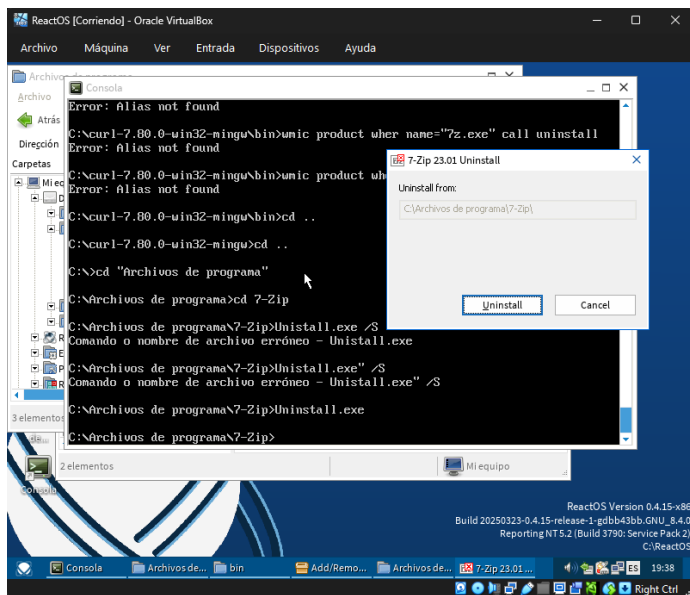 ReactOS [Corriendo] - Oracle VirtualBox
Archivo Máquina Ver Entrada Dispositivos Ayuda
Archivos de programa
Archivo
Atrás
Dirección
Carpetas
Mi eq
Consola
Error: Alias not found
C:\curl-7.80.0-win32-mingw\bin>wmic product wher name="7z.exe" call uninstall
Error: Alias not found
C:\curl-7.80.0-win32-mingw\bin>wmic product wh
Error: Alias not found
C:\curl-7.80.0-win32-mingw\bin>cd ..
C:\curl-7.80.0-win32-mingw>cd ..
C:\>cd "Archivos de programa"
C:\Archivos de programa>cd 7-Zip
C:\Archivos de programa\7-Zip>Unistall.exe /S
Comando o nombre de archivo erróneo - Unistall.exe
C:\Archivos de programa\7-Zip>Unistall.exe" /S
Comando o nombre de archivo erróneo - Unistall.exe" /S
C:\Archivos de programa\7-Zip>Uninstall.exe
C:\Archivos de programa\7-Zip>
7-Zip 23.01 Uninstall
Uninstall from:
C:\Archivos de programa\7-Zip\
Uninstall Cancel
3 elementos
de...
2 elementos Mi equipo
Consola
ReactOS Version 0.4.15-x86
Build 20250323-0.4.15-release-1-gdbb43bb.GNU_8.4.0
Reporting NT 5.2 (Build 3790: Service Pack 2)
C:\ReactOS
Consola Archivos de... bin Add/Remo... Archivos de... 7-Zip 23.01 ... ES 19:38
Right Ctrl